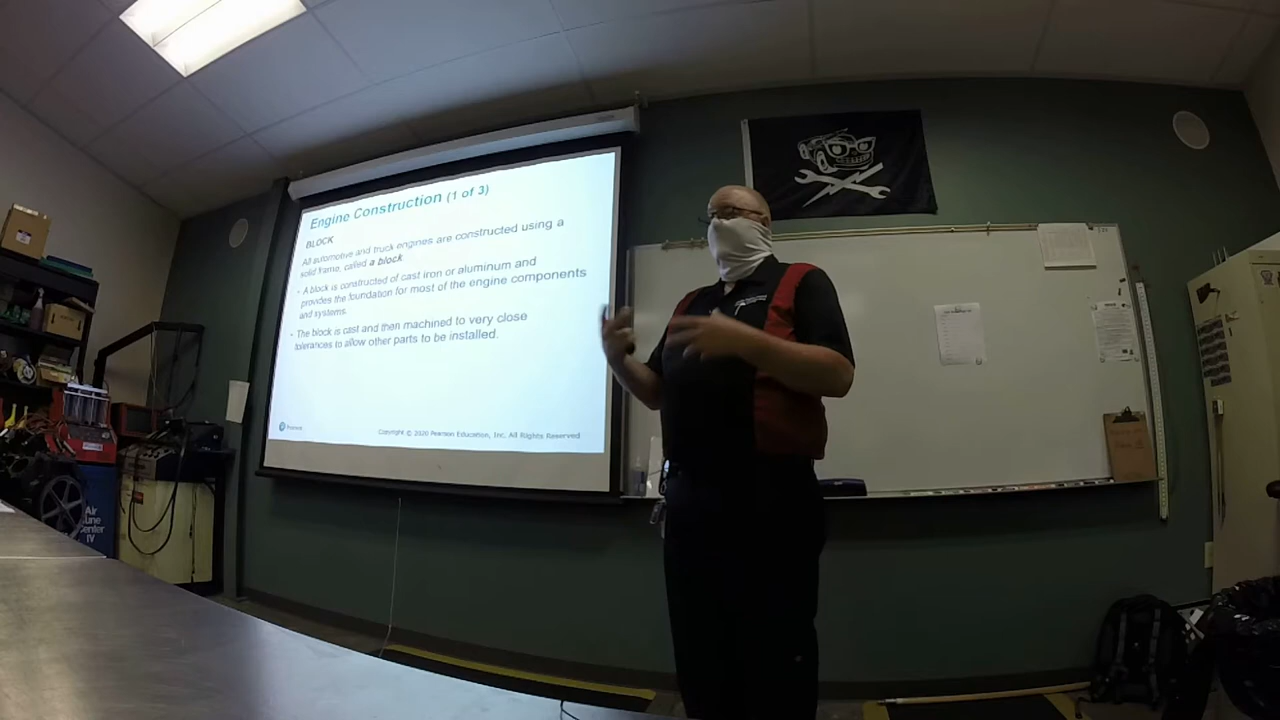 Engine Construction (1 of 3)
BLOCK
All automotive and truck engines are constructed using a
solid frame, called a block.
- A block is constructed of cast iron or aluminum and
provides the foundation for most of the engine components
and systems.
- The block is cast and then machined to very close
tolerances to allow other parts to be installed.
Pearson
Copyright © 2020 Pearson Education, Inc. All Rights Reserved
Air
Line
Center
IV